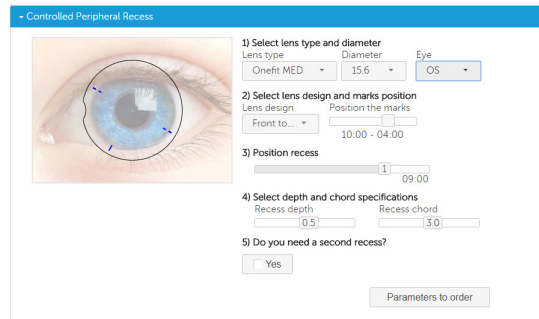 Controlled Peripheral Recess
1) Select lens type and diameter
Lens type Diameter Eye
Onefit MED 15.6 OS
2) Select lens design and marks position
Lens design Position the marks
Front to...
10:00 - 04:00
3) Position recess
1
09:00
4) Select depth and chord specifications
Recess depth Recess chord
0.5 3.0
5) Do you need a second recess?
Yes
Parameters to order